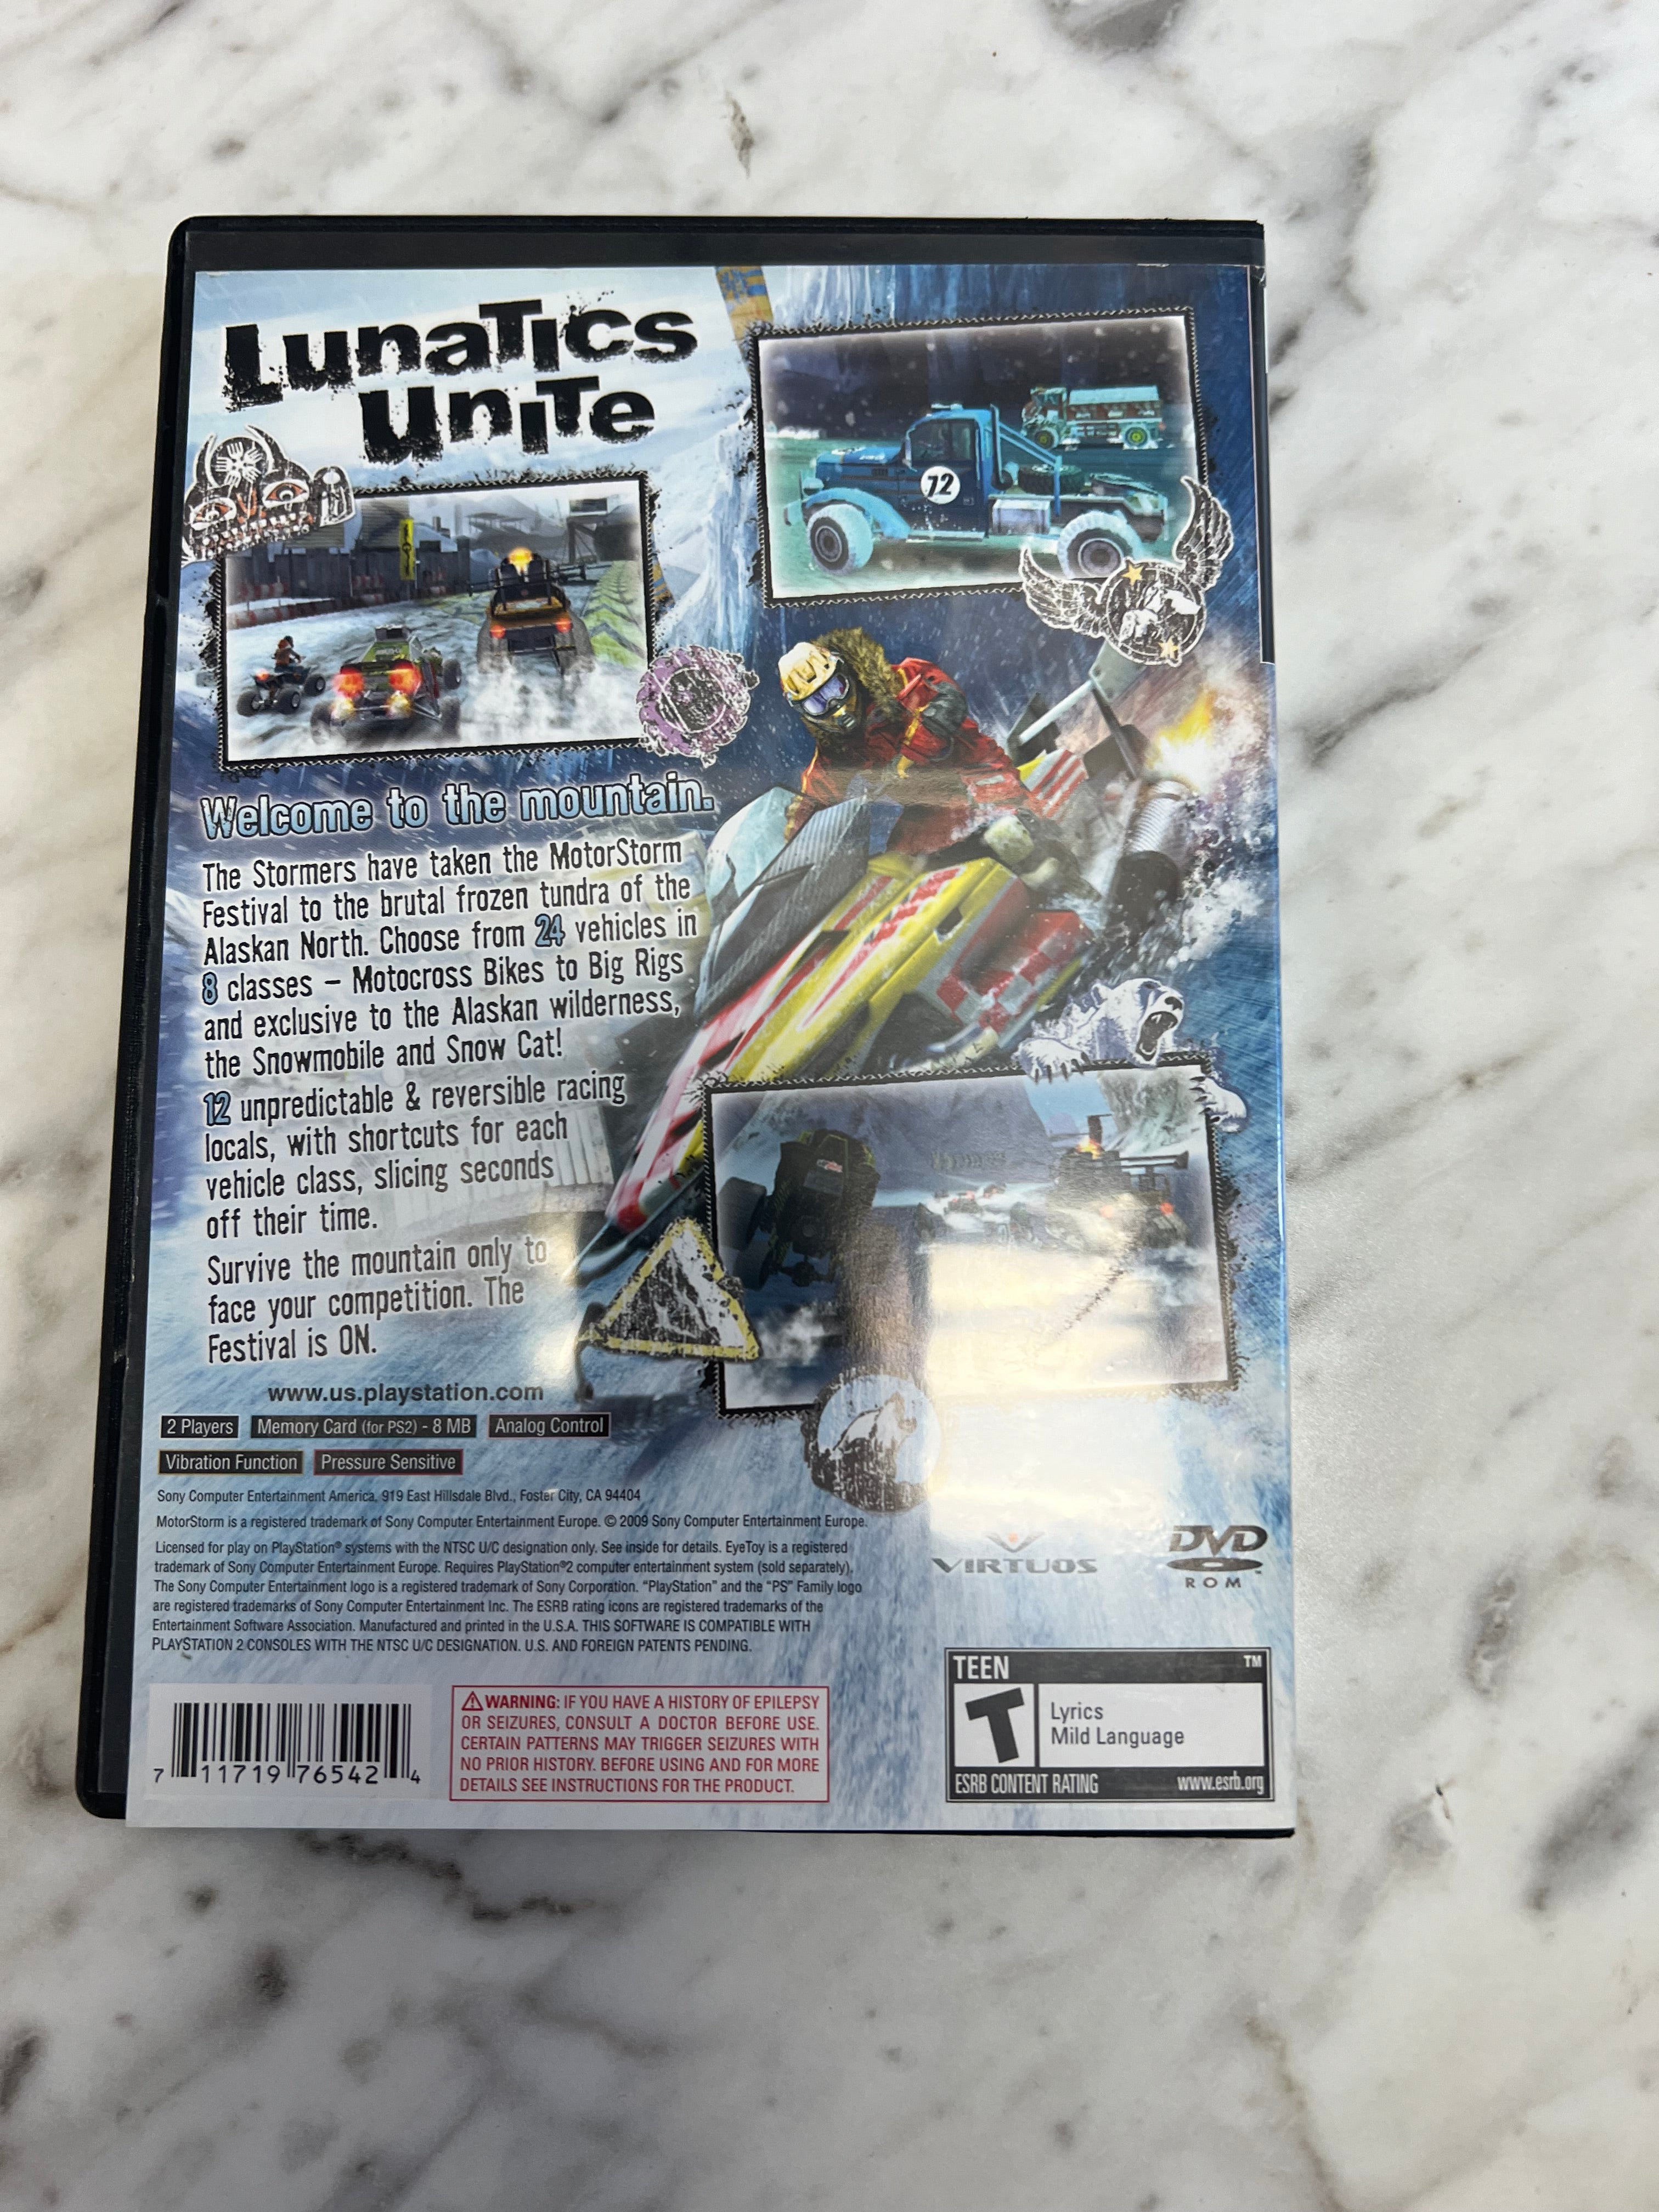 LunaTics
UniTe
72
Welcome to the mountain.
The Stormers have taken the MotorStorm
Festival to the brutal frozen tundra of the
Alaskan North. Choose from 24 vehicles in
8 classes – Motocross Bikes to Big Rigs
and exclusive to the Alaskan wilderness,
the Snowmobile and Snow Cat!
12 unpredictable & reversible racing
locals, with shortcuts for each
vehicle class, slicing seconds
off their time.
Survive the mountain only to
face your competition. The
Festival is ON.
www.us.playstation.com
2 Players Memory Card (for PS2) - 8 MB Analog Control
Vibration Function Pressure Sensitive
Sony Computer Entertainment America, 919 East Hillsdale Blvd., Foster City, CA 94404
MotorStorm is a registered trademark of Sony Computer Entertainment Europe. © 2009 Sony Computer Entertainment Europe.
Licensed for play on PlayStation® systems with the NTSC U/C designation only. See inside for details. EyeToy is a registered
trademark of Sony Computer Entertainment Europe. Requires PlayStation®2 computer entertainment system (sold separately).
The Sony Computer Entertainment logo is a registered trademark of Sony Corporation. "PlayStation" and the "PS" Family logo
are registered trademarks of Sony Computer Entertainment Inc. The ESRB rating icons are registered trademarks of the
Entertainment Software Association. Manufactured and printed in the U.S.A. THIS SOFTWARE IS COMPATIBLE WITH
PLAYSTATION 2 CONSOLES WITH THE NTSC U/C DESIGNATION. U.S. AND FOREIGN PATENTS PENDING.
VIRTUOS
DVD
ROM
7 11719 76542 4
WARNING: IF YOU HAVE A HISTORY OF EPILEPSY
OR SEIZURES, CONSULT A DOCTOR BEFORE USE.
CERTAIN PATTERNS MAY TRIGGER SEIZURES WITH
NO PRIOR HISTORY. BEFORE USING AND FOR MORE
DETAILS SEE INSTRUCTIONS FOR THE PRODUCT.
TEEN TM
T
Lyrics
Mild Language
ESRB CONTENT RATING www.esrb.org